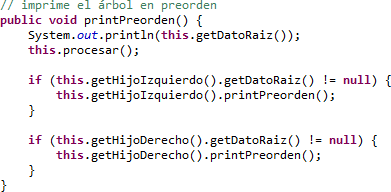 // imprime el árbol en preorden
public void printPreorden() {
System.out.println(this.getDatoRaiz());
this.procesar();
if (this.getHijoIzquierdo().getDatoRaiz() != null) {
this.getHijoIzquierdo().printPreorden();
}
if (this.getHijoDerecho().getDatoRaiz() != null) {
this.getHijoDerecho().printPreorden();
}
}